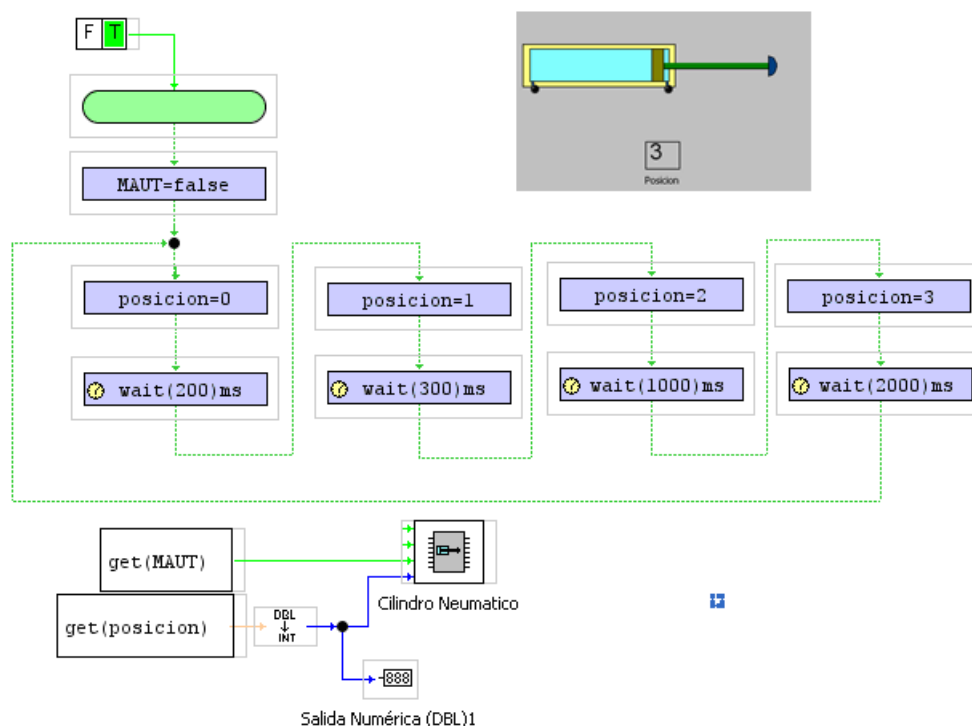 F T
3
Posicion
MAUT=false
posicion=0
posicion=1
posicion=2
posicion=3
wait(200)ms
wait(300)ms
wait(1000)ms
wait(2000)ms
get(MAUT)
Cilindro Neumatico
get(posicion)
DBL
INT
-888
Salida Numérica (DBL)1